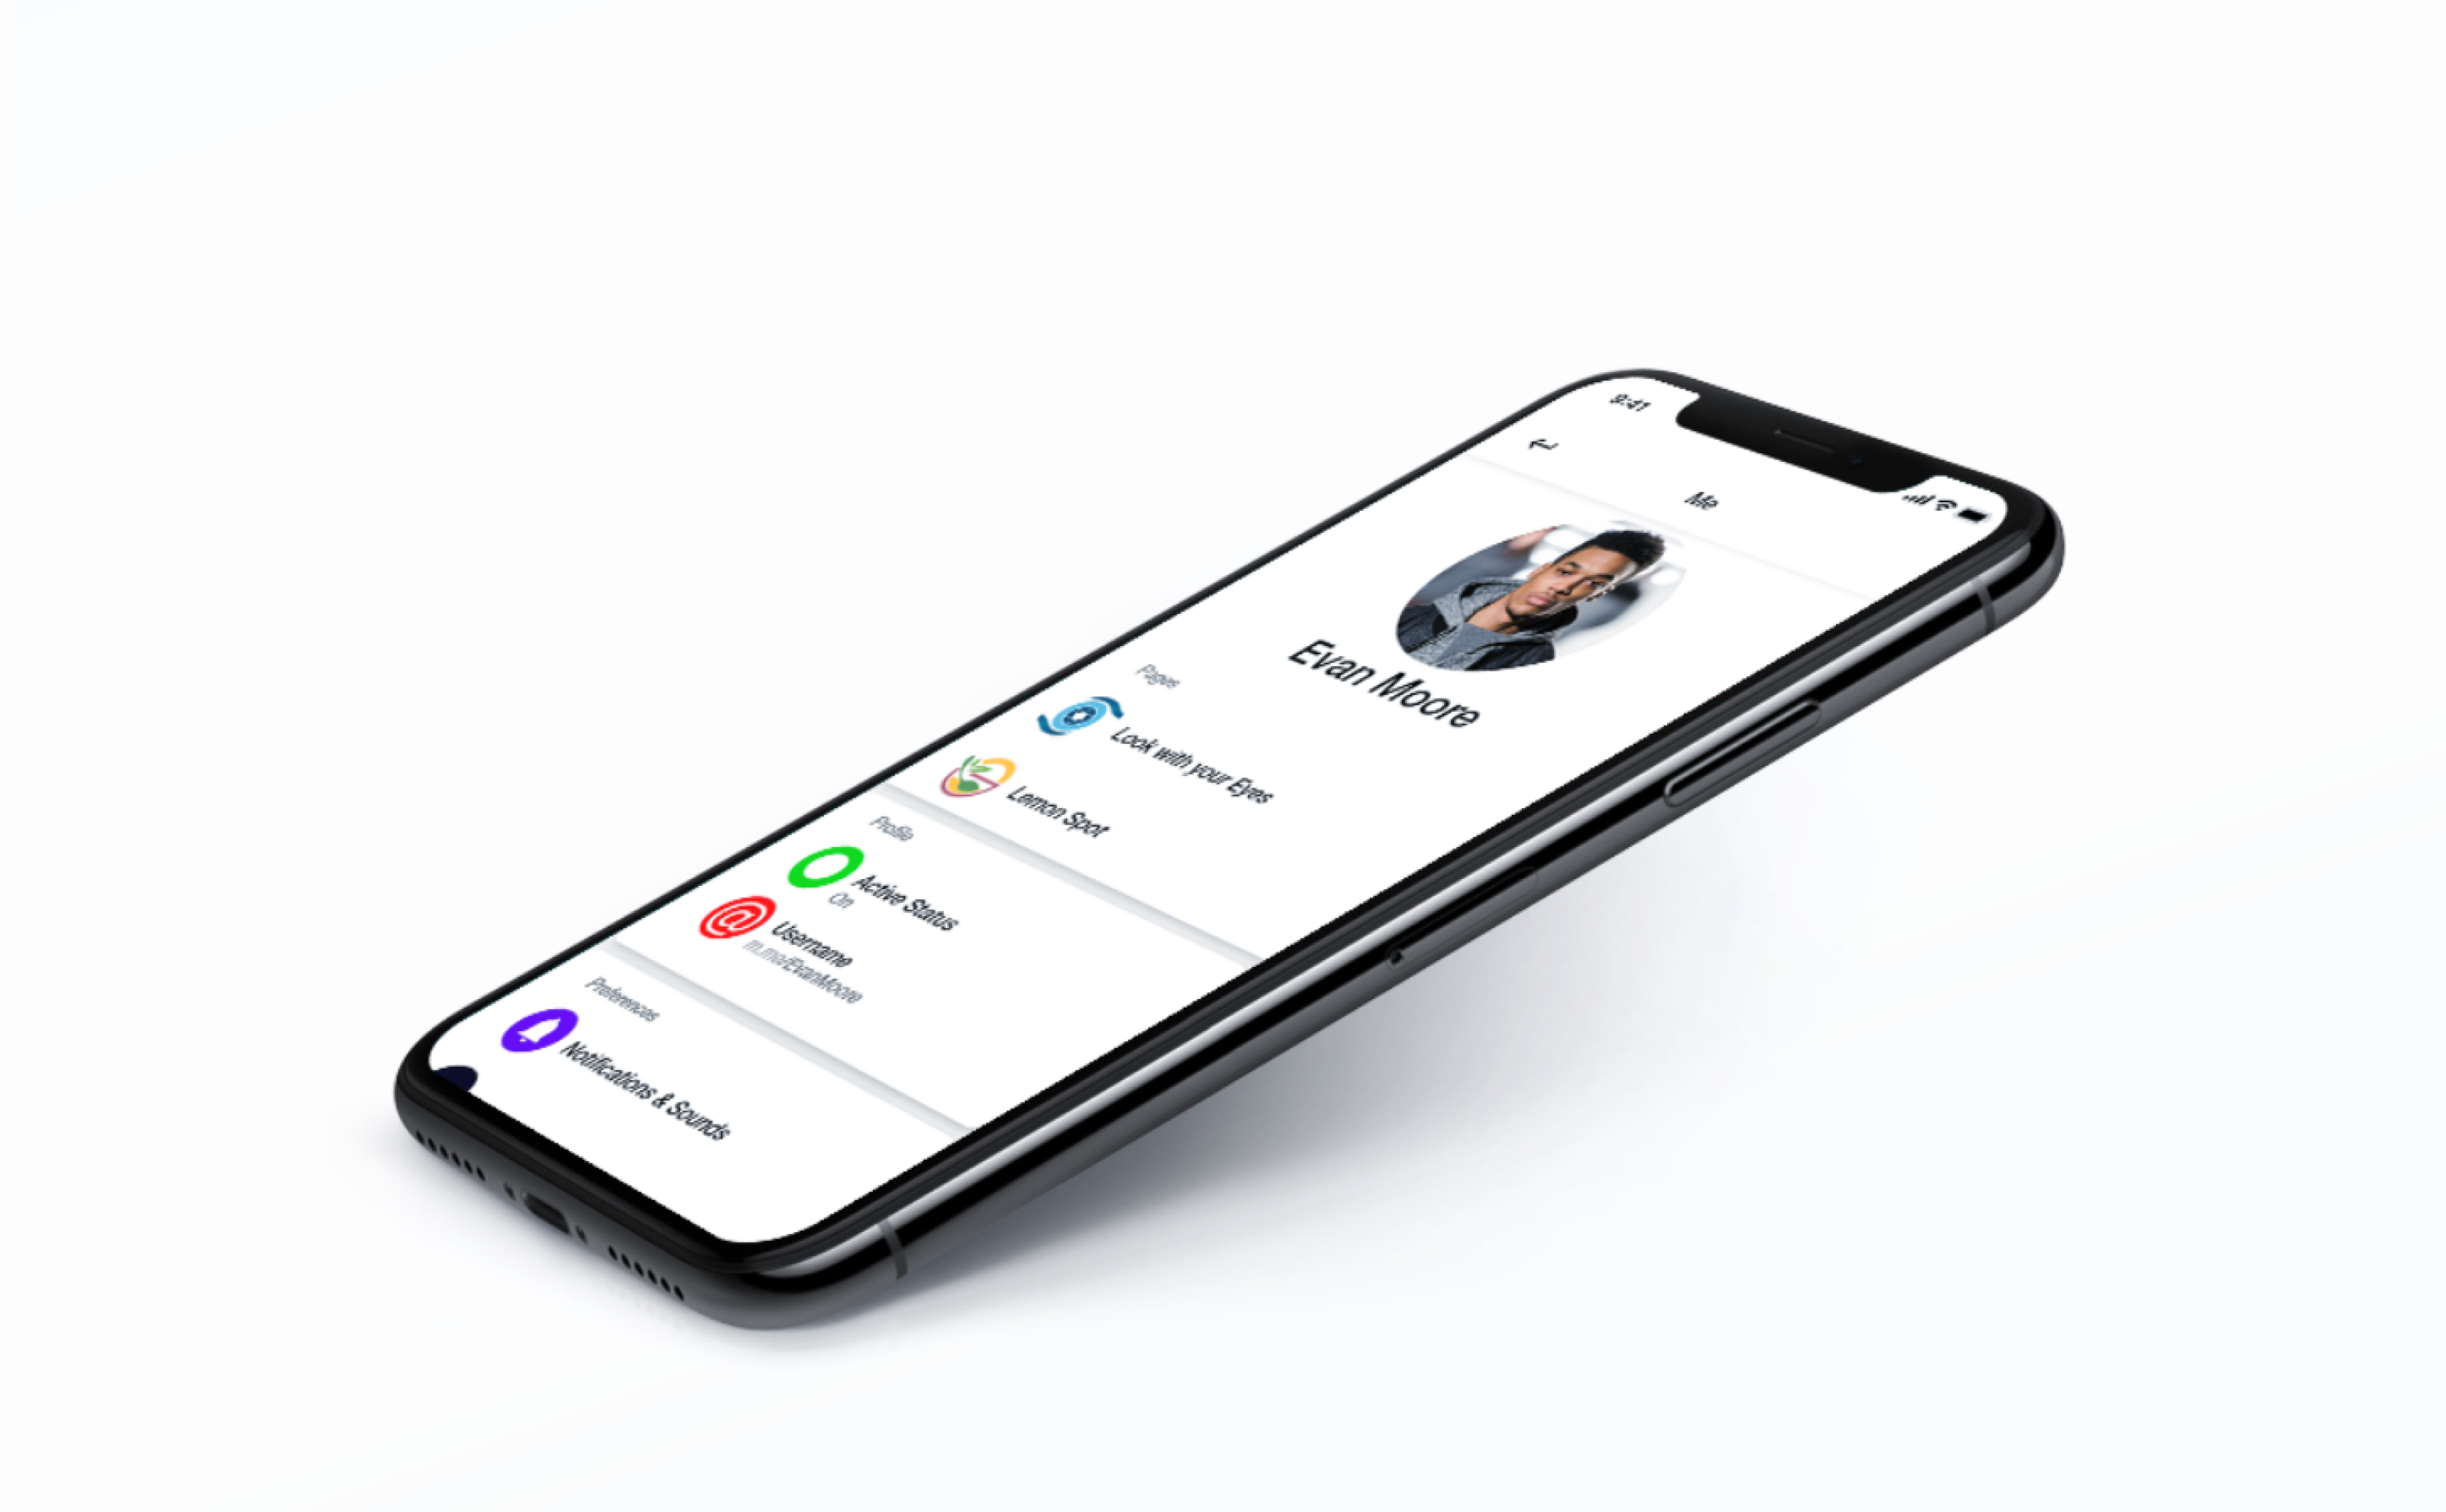 9:41
Me
Evan Moore
Pages
Look with your Eyes
Lemon Spot
Profile
Active Status
On
Username
m.me/EvanMoore
Preferences
Notifications & Sounds